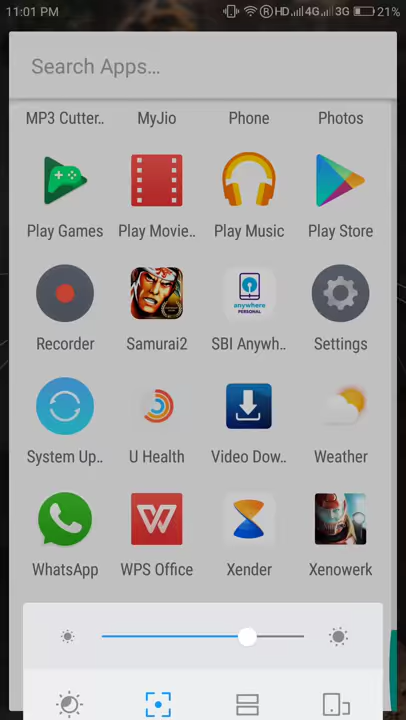 11:01 PM R HD 4G 3G 21%
Search Apps...
MP3 Cutter.. MyJio Phone Photos
Play Games Play Movie.. Play Music Play Store
anywhere
PERSONAL
Recorder Samurai2 SBI Anywh.. Settings
System Up.. U Health Video Dow.. Weather
WhatsApp WPS Office Xender Xenowerk